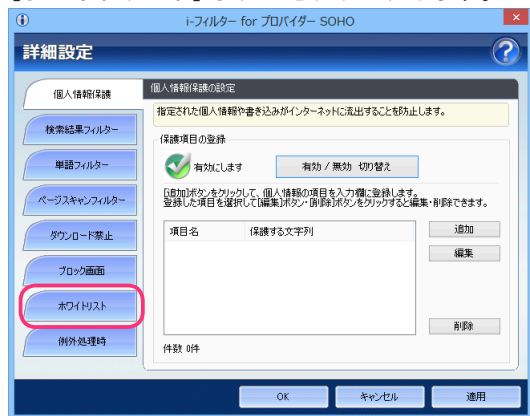 i-フィルター for プロバイダー SOHO
詳細設定
個人情報保護
検索結果フィルター
単語フィルター
ページスキャンフィルター
ダウンロード禁止
ブロック画面
ホワイトリスト
例外処理時
個人情報保護の設定
指定された個人情報や書き込みがインターネットに流出することを防止します。
保護項目の登録
有効にします
有効 / 無効 切り替え
[追加]ボタンをクリックして、個人情報の項目を入力欄に登録します。
登録した項目を選択して[編集]ボタン・[削除]ボタンをクリックすると編集・削除できます。
項目名 保護する文字列
追加
編集
削除
件数 0件
OK キャンセル 適用